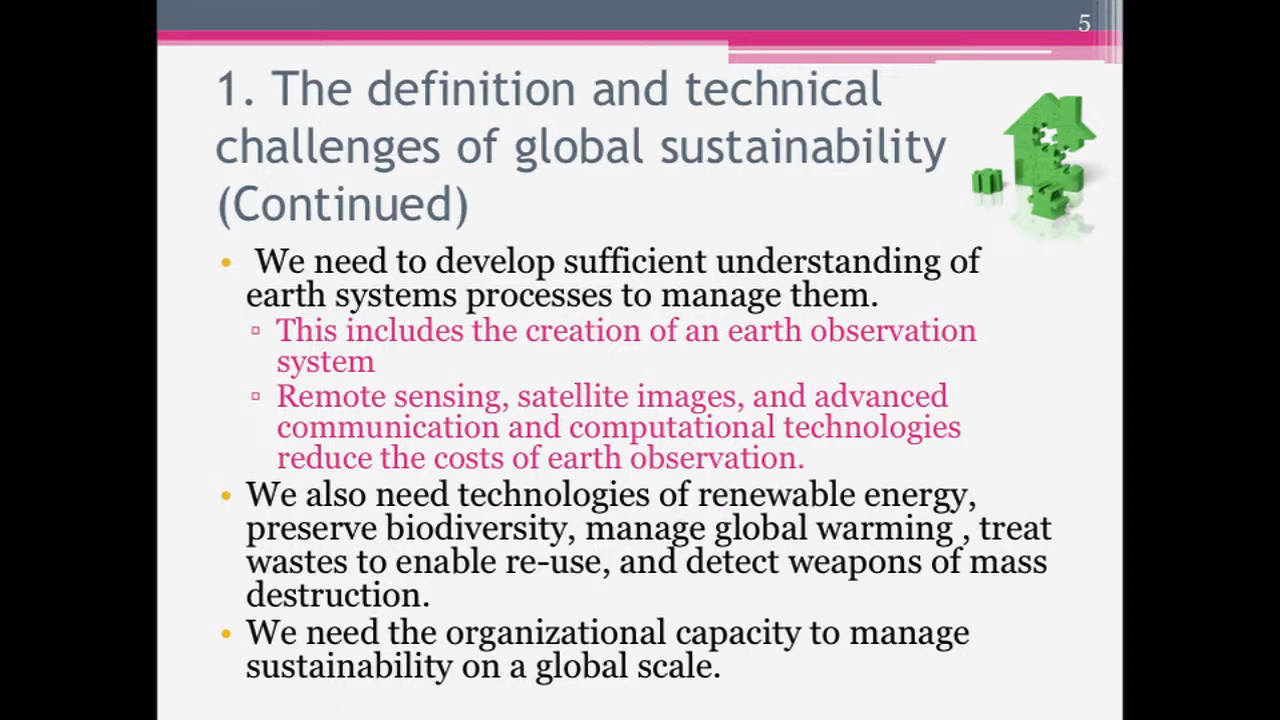 5
1. The definition and technical
challenges of global sustainability
(Continued)
• We need to develop sufficient understanding of
earth systems processes to manage them.
▫ This includes the creation of an earth observation
system
▫ Remote sensing, satellite images, and advanced
communication and computational technologies
reduce the costs of earth observation.
• We also need technologies of renewable energy,
preserve biodiversity, manage global warming , treat
wastes to enable re-use, and detect weapons of mass
destruction.
• We need the organizational capacity to manage
sustainability on a global scale.